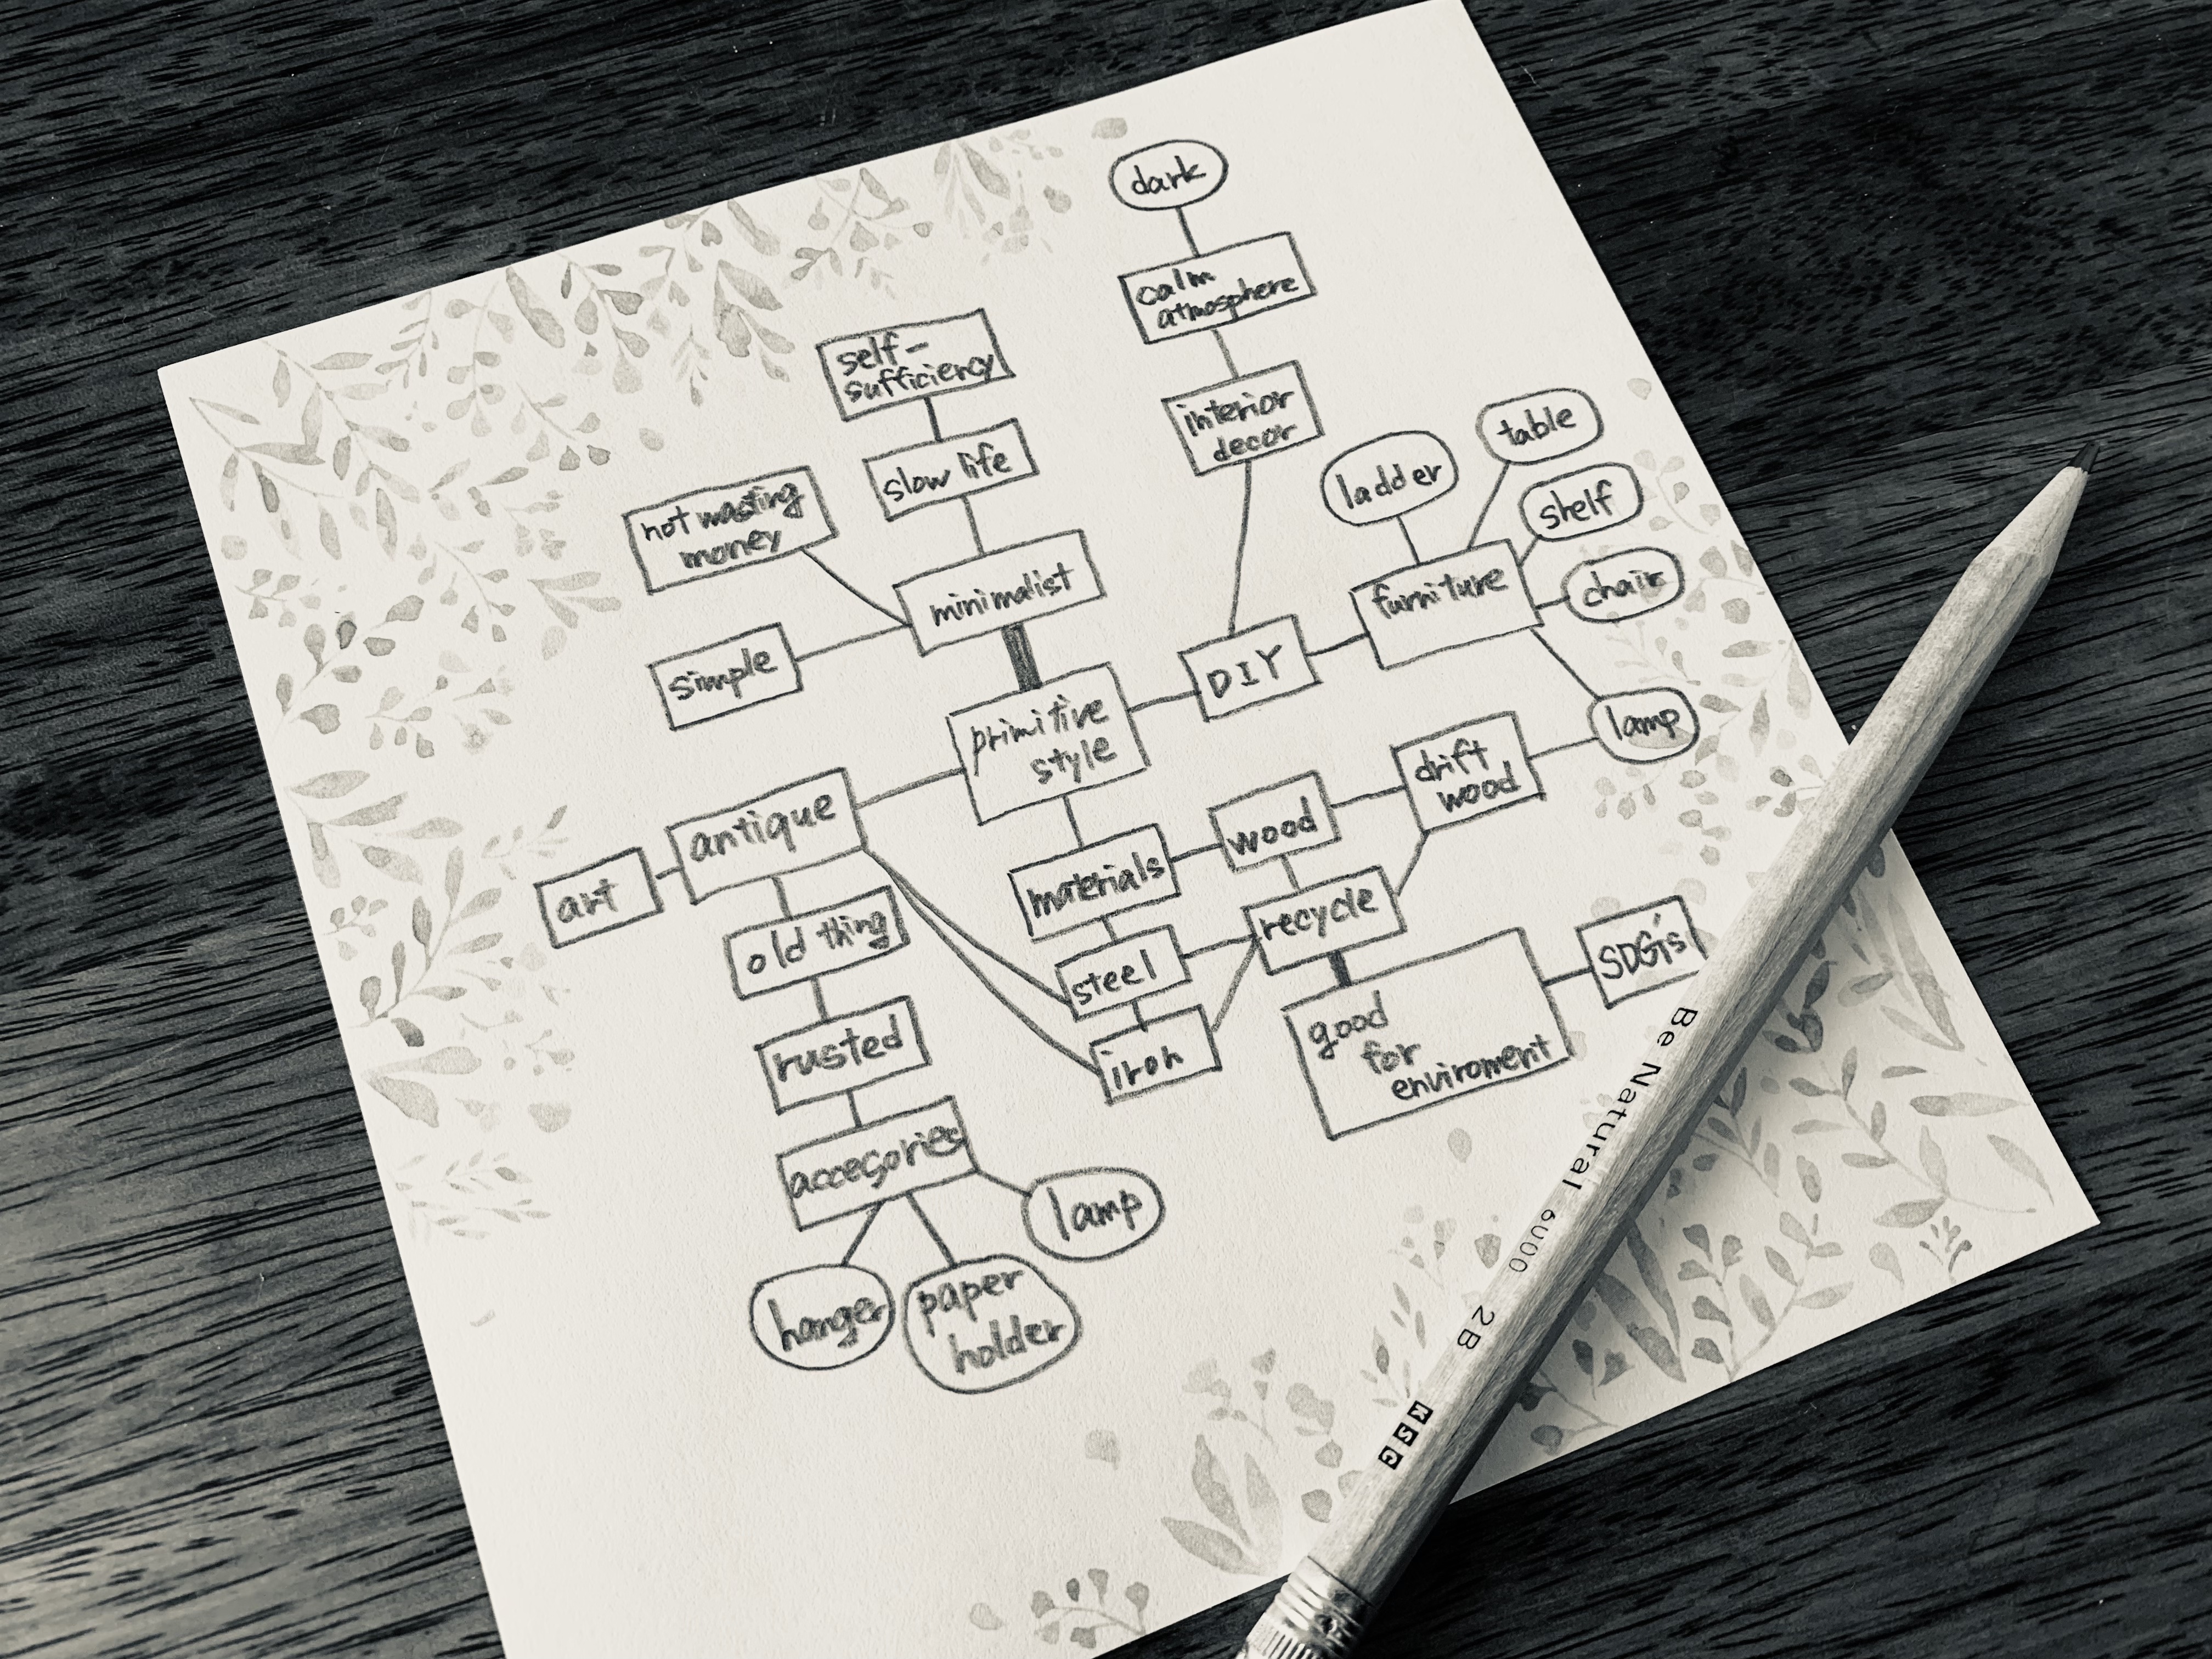 dark
calm
atmosphere
self-
sufficiency
interior
decor
table
slow life
ladder
shelf
not wasting
money
chair
furniture
minimalist
simple
DIY
lamp
primitive
style
drift
wood
antique
wood
materials
art
recycle
old thing
SDG's
steel
good
for
enviroment
rusted
iron
accesories
lamp
hanger
paper
holder
Be Natural 6000 2B
KSC